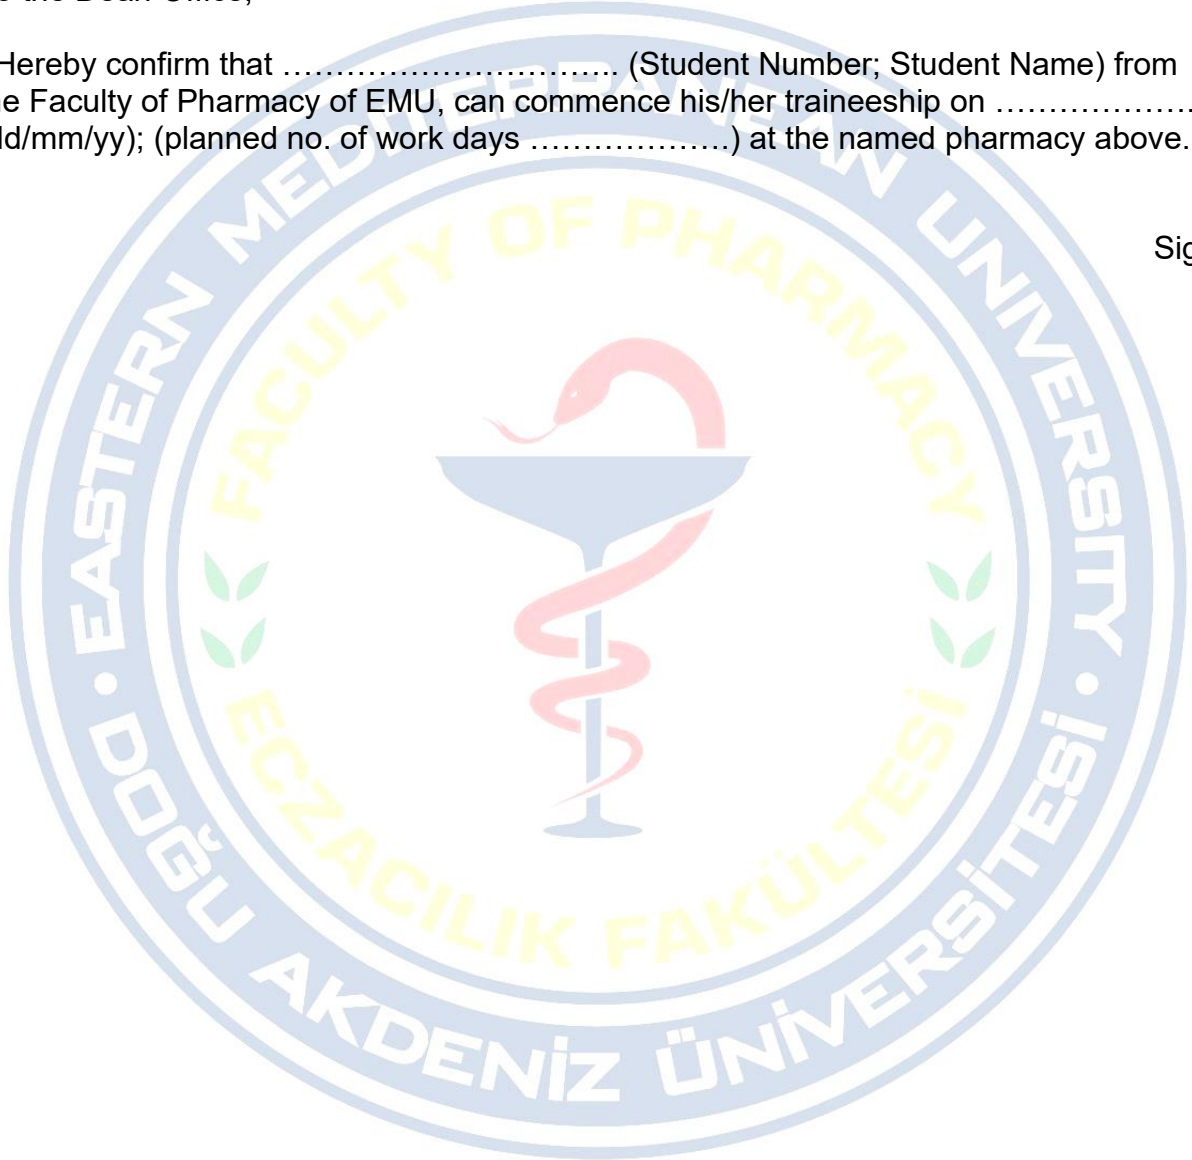 the Dean Office,
Hereby confirm that ………………………….. (Student Number; Student Name) from
Faculty of Pharmacy of EMU, can commence his/her traineeship on ……………….
d/mm/yy); (planned no. of work days ……………….) at the named pharmacy above.
Sig
EASTERN MEDITERRANEAN UNIVERSITY
FACULTY OF PHARMACY
ECZACILIK FAKÜLTESİ
DOĞU AKDENİZ ÜNİVERSİTESİ